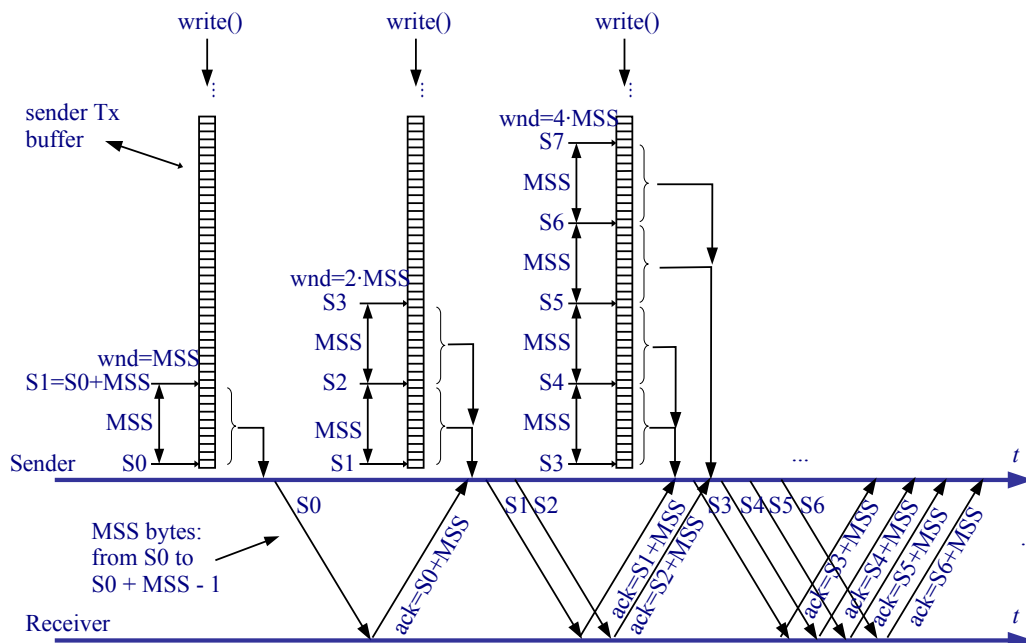 write()
write()
write()
...
...
...
sender Tx
buffer
wnd=4·MSS
S7
MSS
S6
MSS
wnd=2·MSS
S3
S5
MSS
MSS
wnd=MSS
S1=S0+MSS
S2
S4
MSS
MSS
MSS
Sender
S0
S1
S3
...
t
S0
S1
S2
S3
S4
S5
S6
MSS bytes:
from S0 to
S0 + MSS - 1
ack=S0+MSS
ack=S1+MSS
ack=S2+MSS
ack=S3+MSS
ack=S4+MSS
ack=S5+MSS
ack=S6+MSS
.
Receiver
t